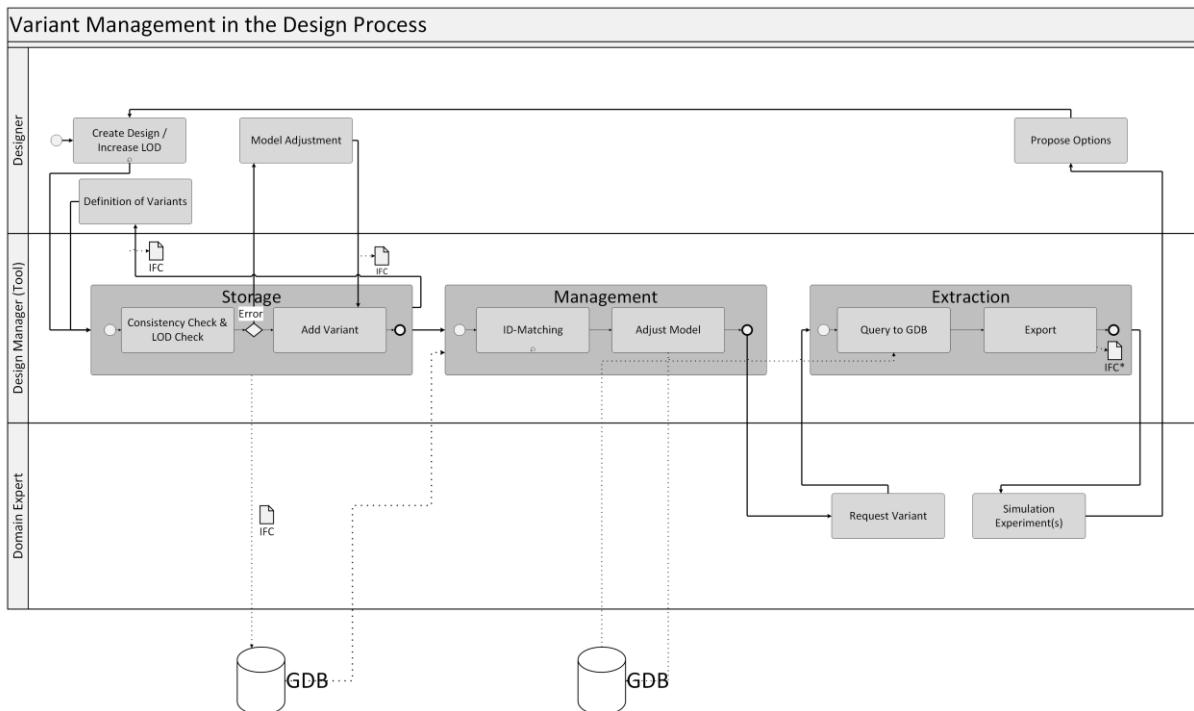 Variant Management in the Design Process
Designer
Create Design /
Increase LOD
Model Adjustment
Propose Options
Definition of Variants
Design Manager (Tool)
IFC
IFC
Storage
Error
Consistency Check &
LOD Check
Add Variant
Management
ID-Matching
Adjust Model
Extraction
Query to GDB
Export
IFC*
Domain Expert
IFC
Request Variant
Simulation
Experiment(s)
GDB
GDB